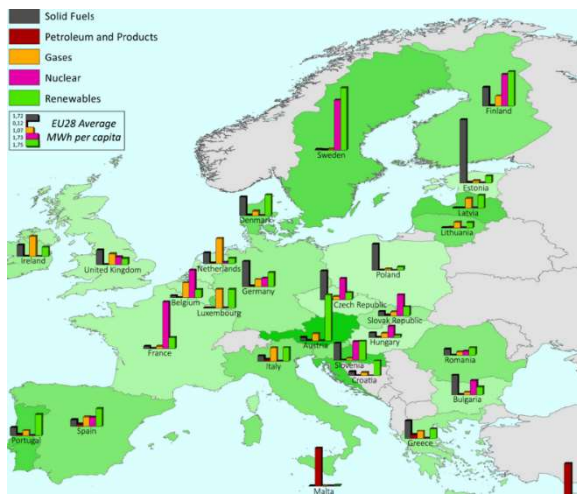 Solid Fuels
Petroleum and Products
Gases
Nuclear
Renewables
1,72
0,12
1,07
1,73
1,75
EU28 Average
MWh per capita
Finland
Sweden
Estonia
Latvia
Lithuania
Denmark
Ireland
United Kingdom
Netherlands
Poland
Germany
Belgium
Czech Republic
Luxembourg
Slovak Republic
Hungary
France
Austria
Italy
Slovenia
Romania
Croatia
Bulgaria
Portugal
Spain
Greece
Malta